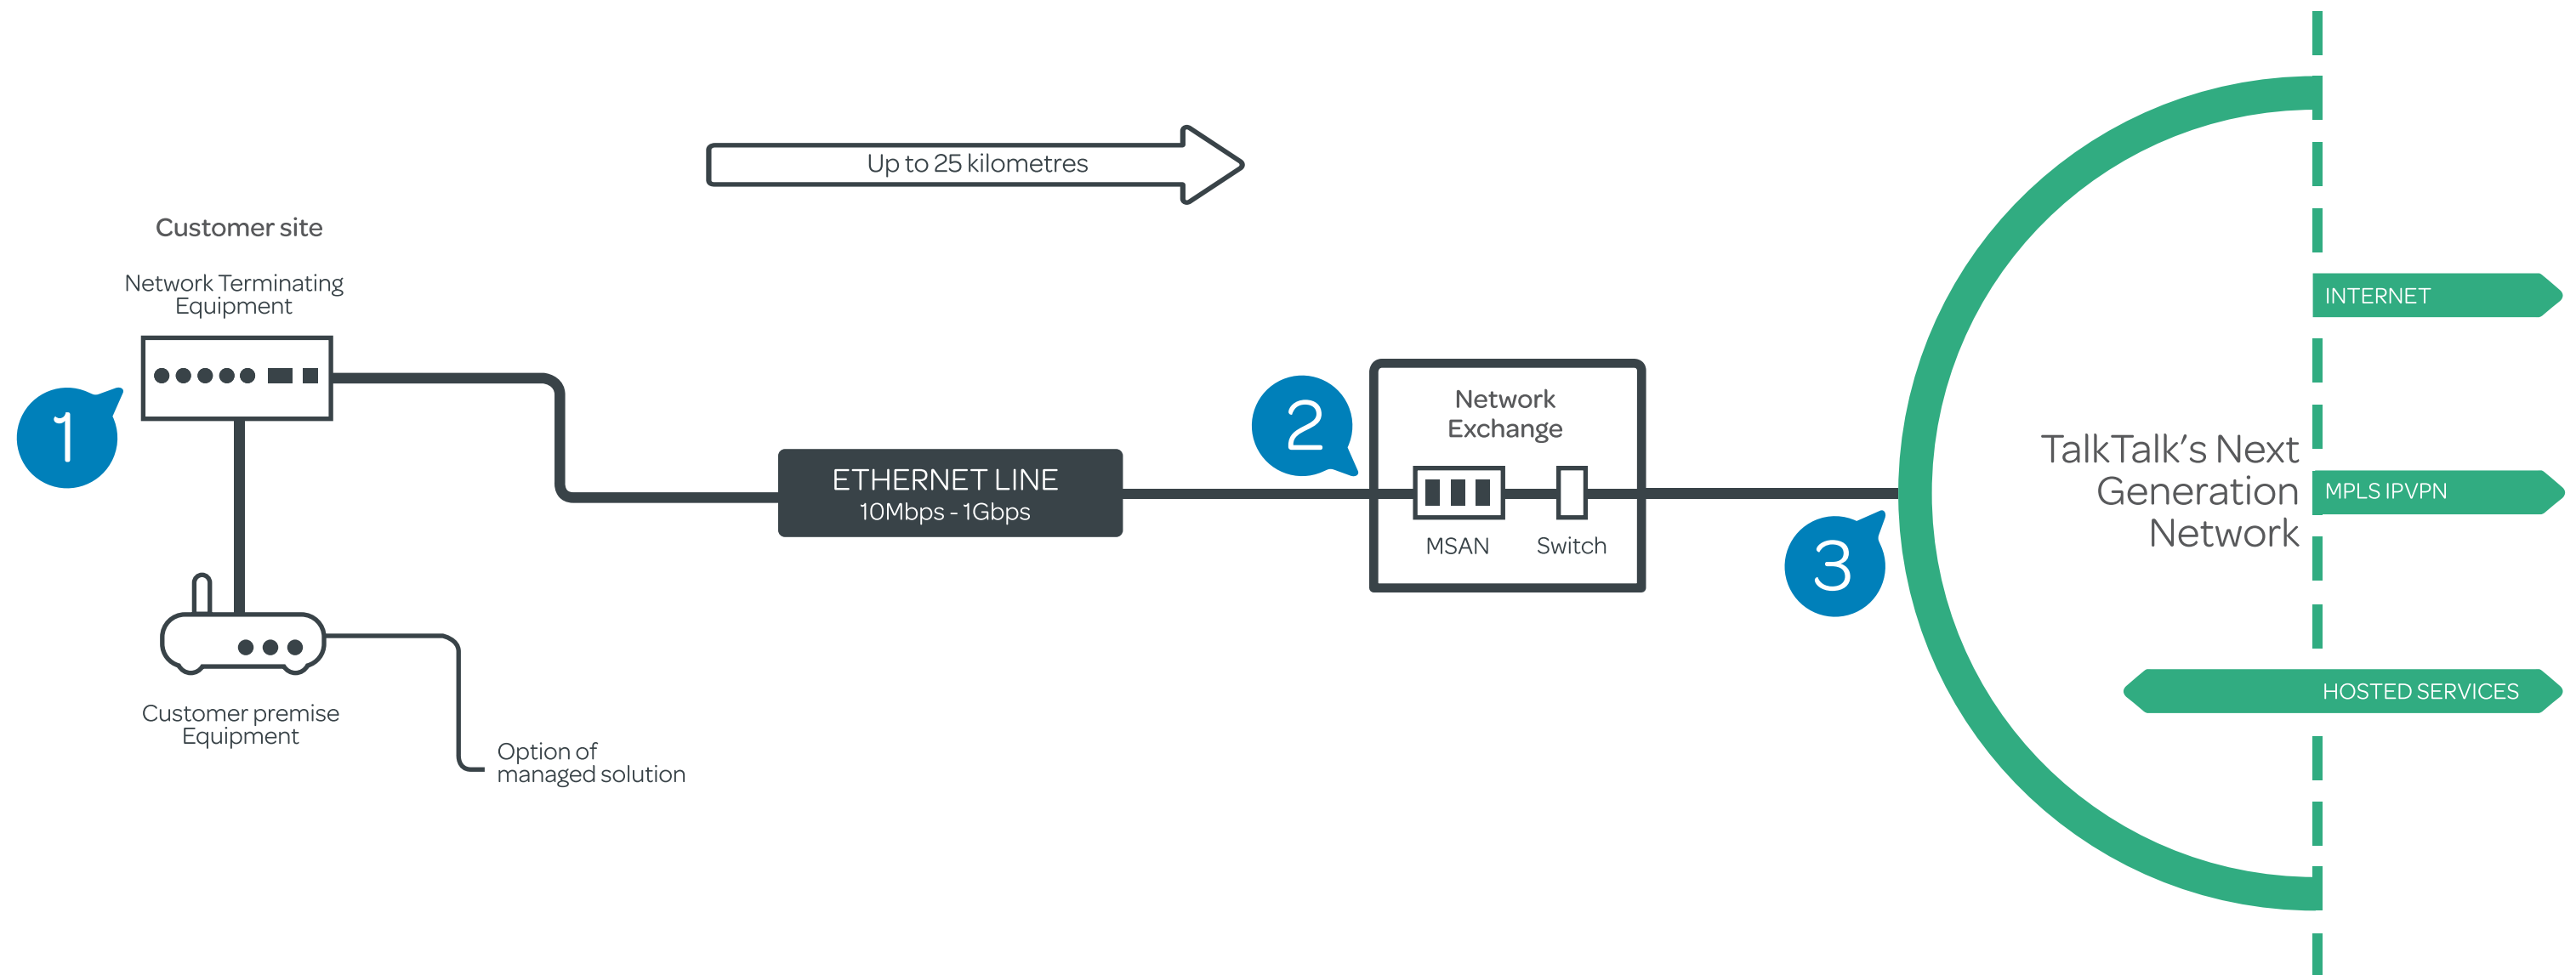 Up to 25 kilometres
Customer site
Network Terminating
Equipment
1
Customer premise
Equipment
Option of
managed solution
ETHERNET LINE
10Mbps - 1Gbps
2
Network
Exchange
MSAN
Switch
3
TalkTalk's Next
Generation
Network
INTERNET
MPLS IPVPN
HOSTED SERVICES